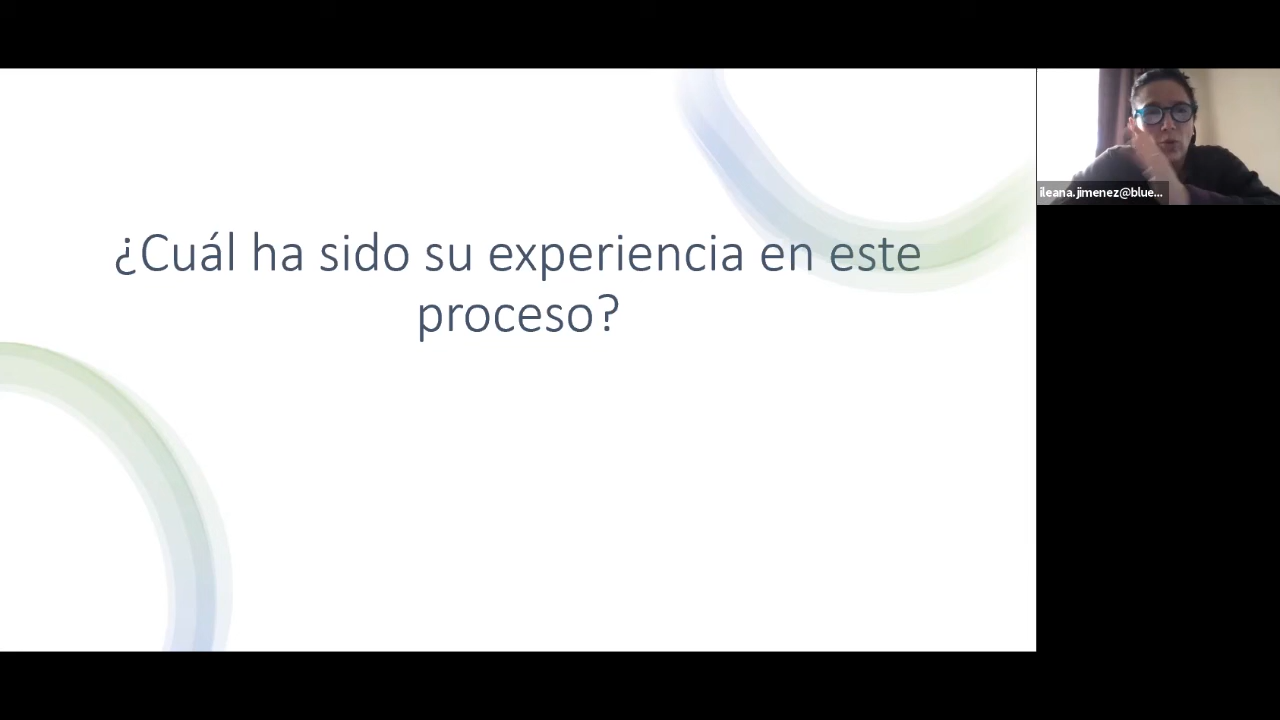 ¿Cuál ha sido su experiencia en este
proceso?
ileana.jimenez@blue...